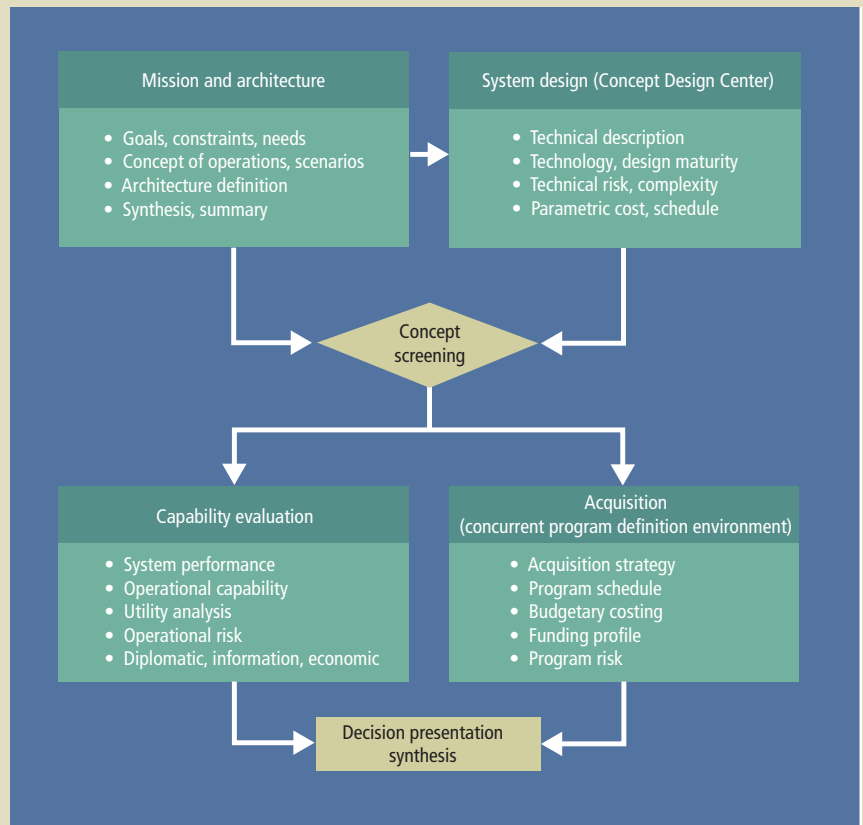 Mission and architecture
• Goals, constraints, needs
• Concept of operations, scenarios
• Architecture definition
• Synthesis, summary
System design (Concept Design Center)
• Technical description
• Technology, design maturity
• Technical risk, complexity
• Parametric cost, schedule
Concept
screening
Capability evaluation
• System performance
• Operational capability
• Utility analysis
• Operational risk
• Diplomatic, information, economic
Acquisition
(concurrent program definition environment)
• Acquisition strategy
• Program schedule
• Budgetary costing
• Funding profile
• Program risk
Decision presentation
synthesis